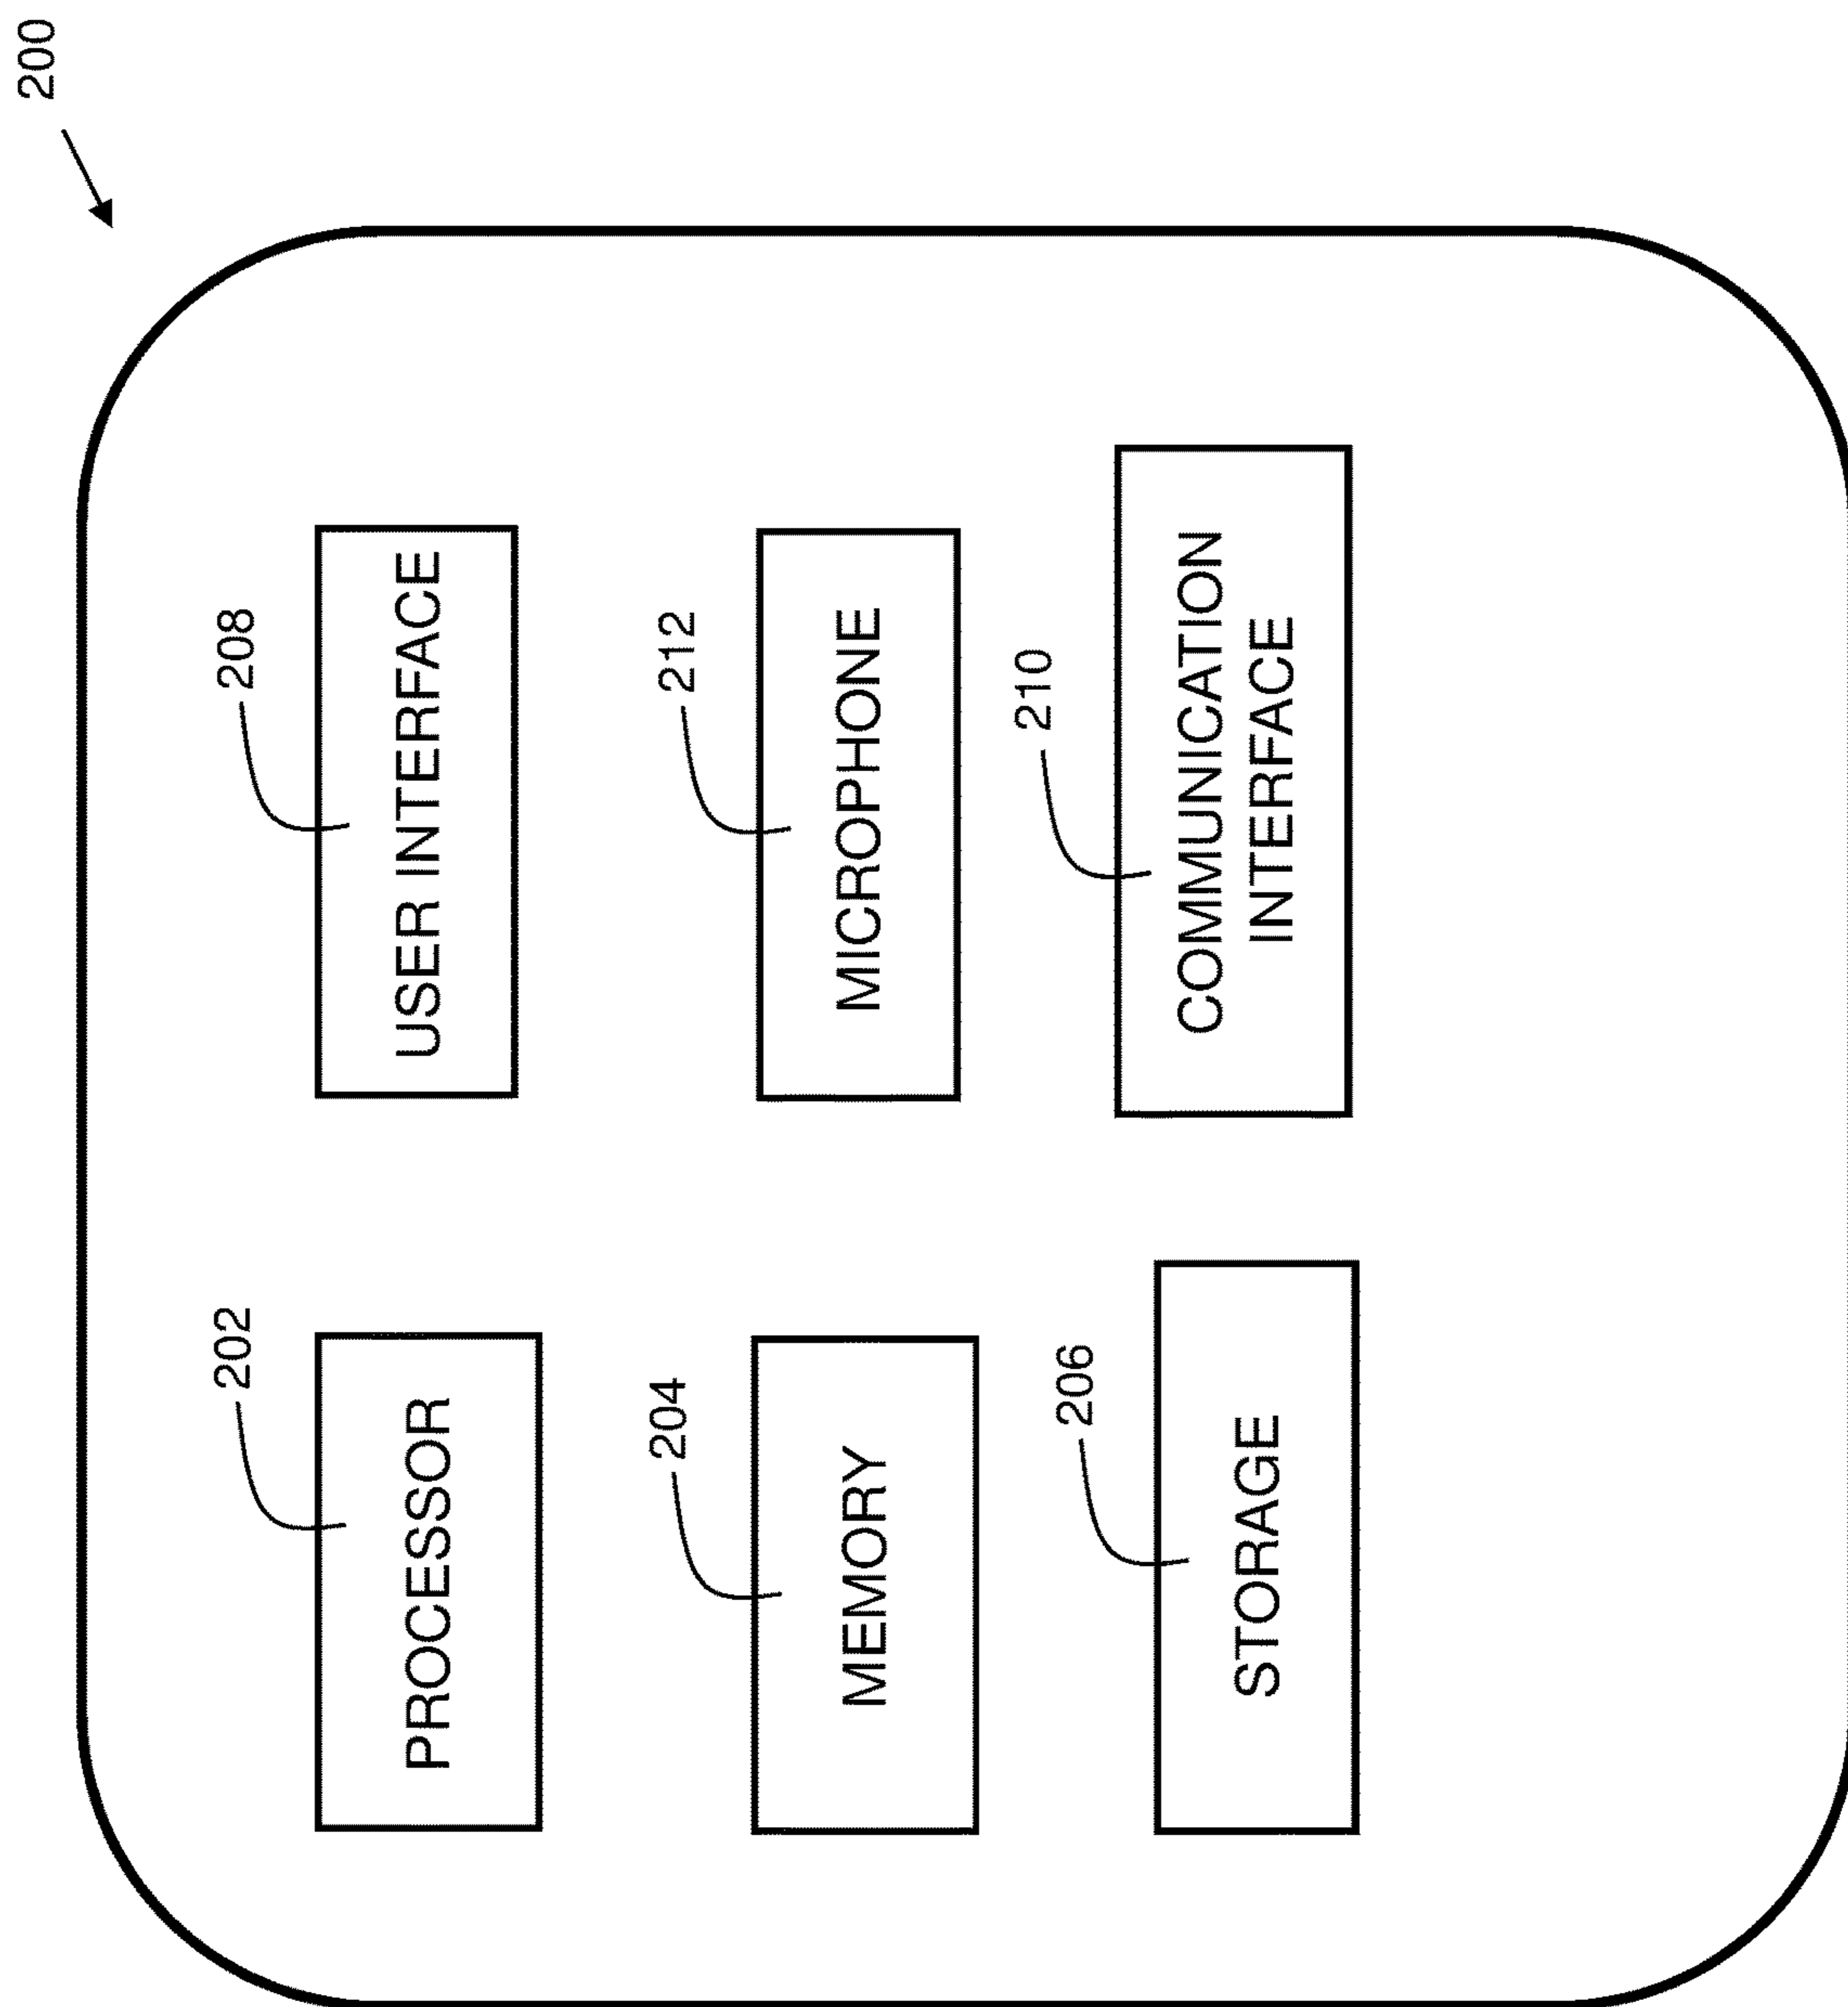 200
202
PROCESSOR
208
USER INTERFACE
204
MEMORY
212
MICROPHONE
206
STORAGE
210
COMMUNICATION
INTERFACE